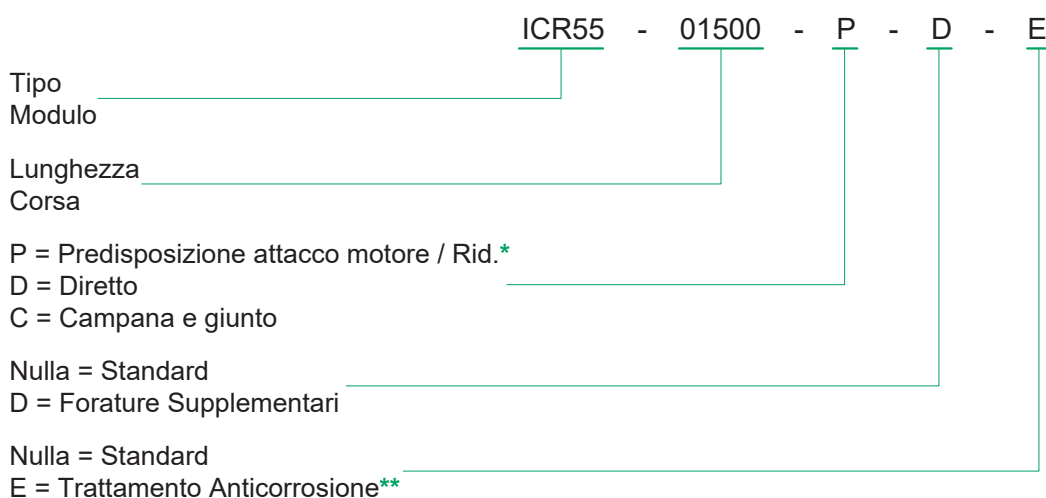 ICR55 - 01500 - P - D - E
Tipo
Modulo
Lunghezza
Corsa
P = Predisposizione attacco motore / Rid.*
D = Diretto
C = Campana e giunto
Nulla = Standard
D = Forature Supplementari
Nulla = Standard
E = Trattamento Anticorrosione**